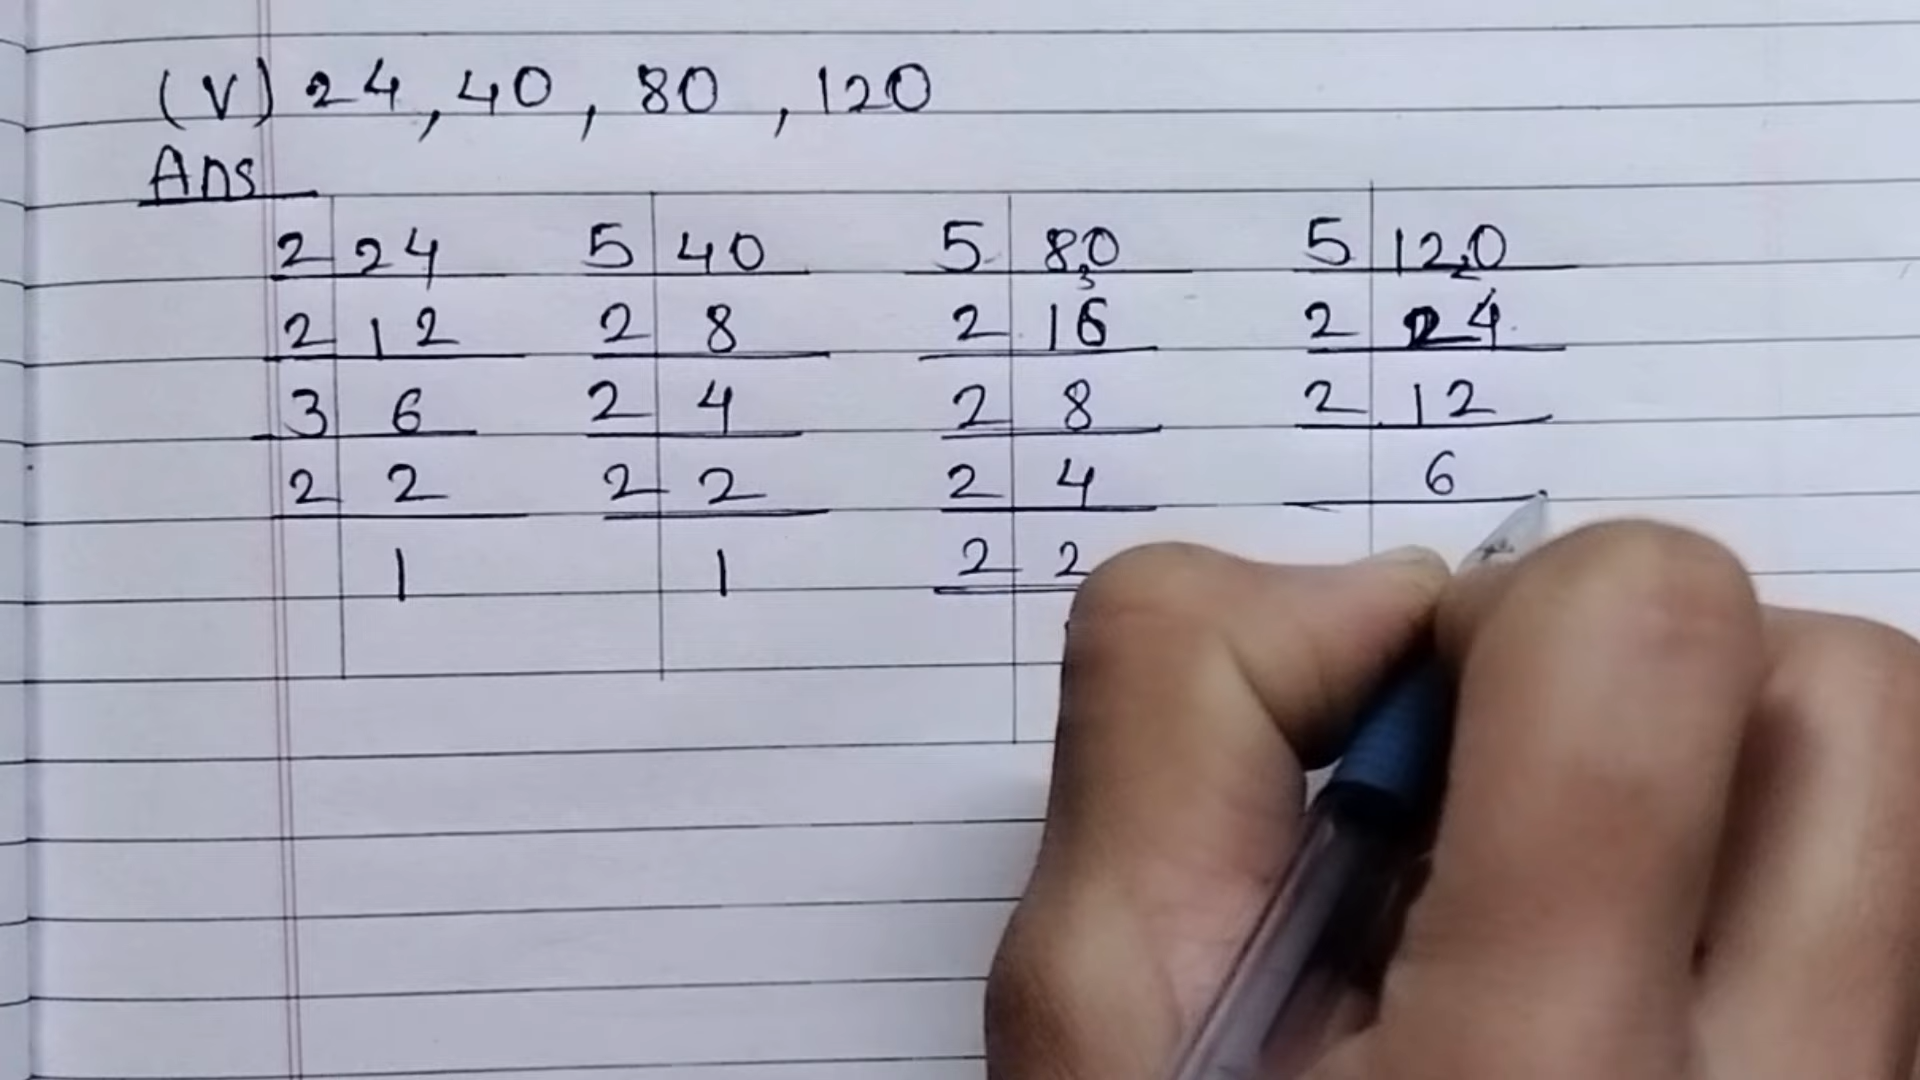 (V) 24, 40, 80, 120
Ans
2 24 5 40 5 80 5 120
2 12 2 8 2 16 2 24
3 6 2 4 2 8 2 12
2 2 2 2 2 4 6
1 1 2 2